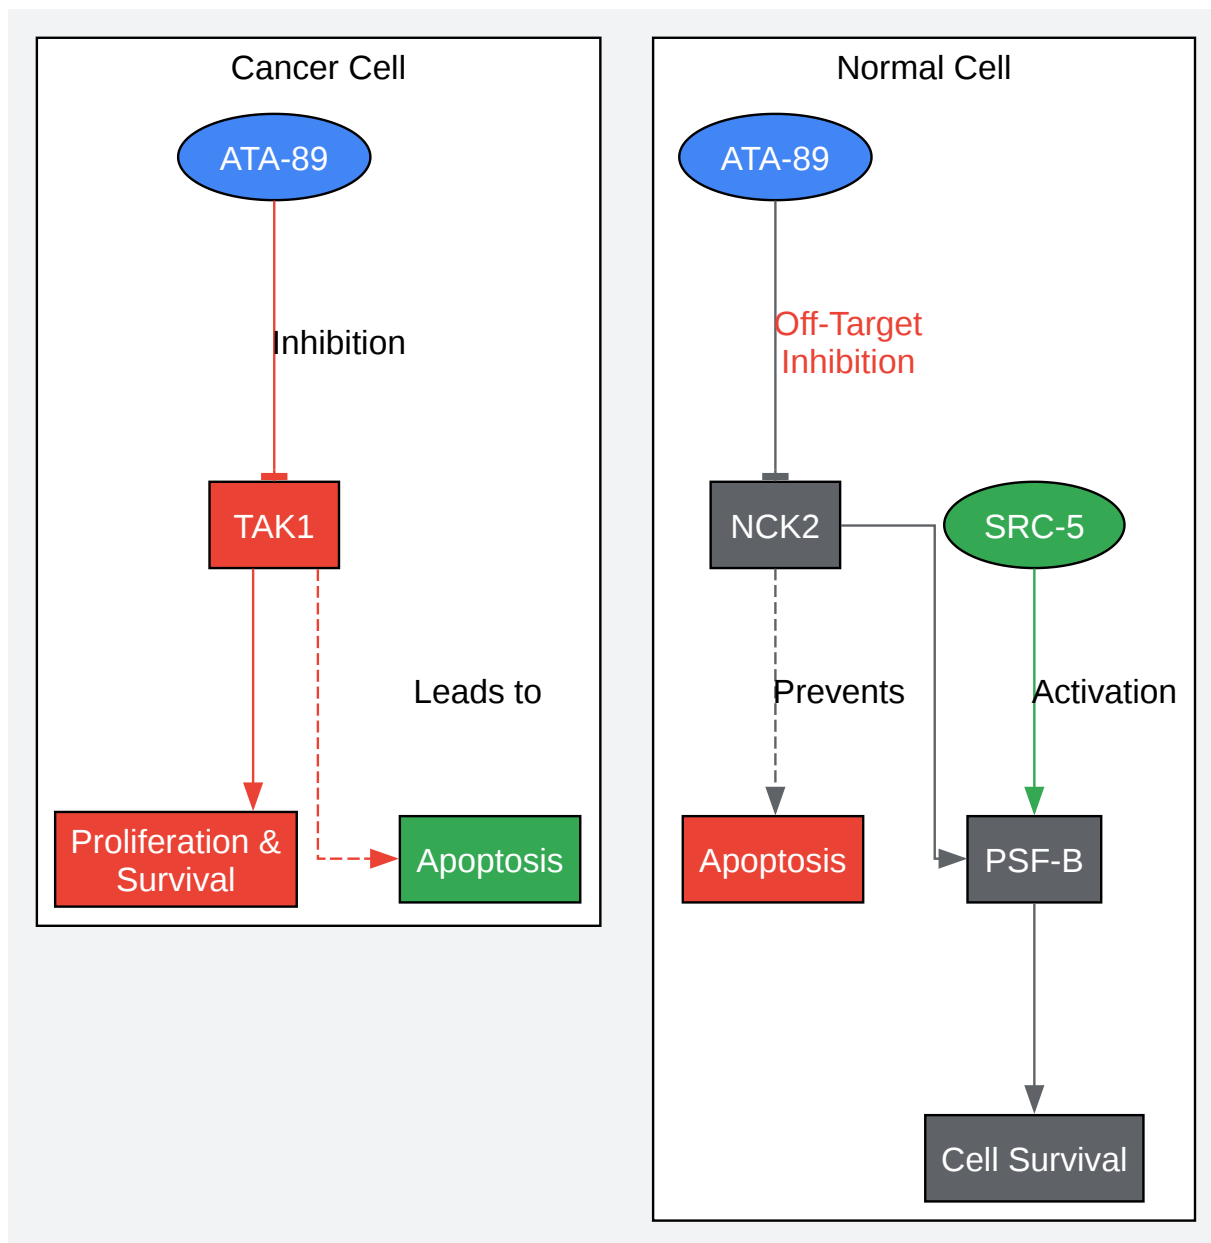 Cancer Cell
ATA-89
Inhibition
TAK1
Leads to
Proliferation &
Survival
Apoptosis
Normal Cell
ATA-89
Off-Target
Inhibition
NCK2
SRC-5
Prevents
Activation
Apoptosis
PSF-B
Cell Survival